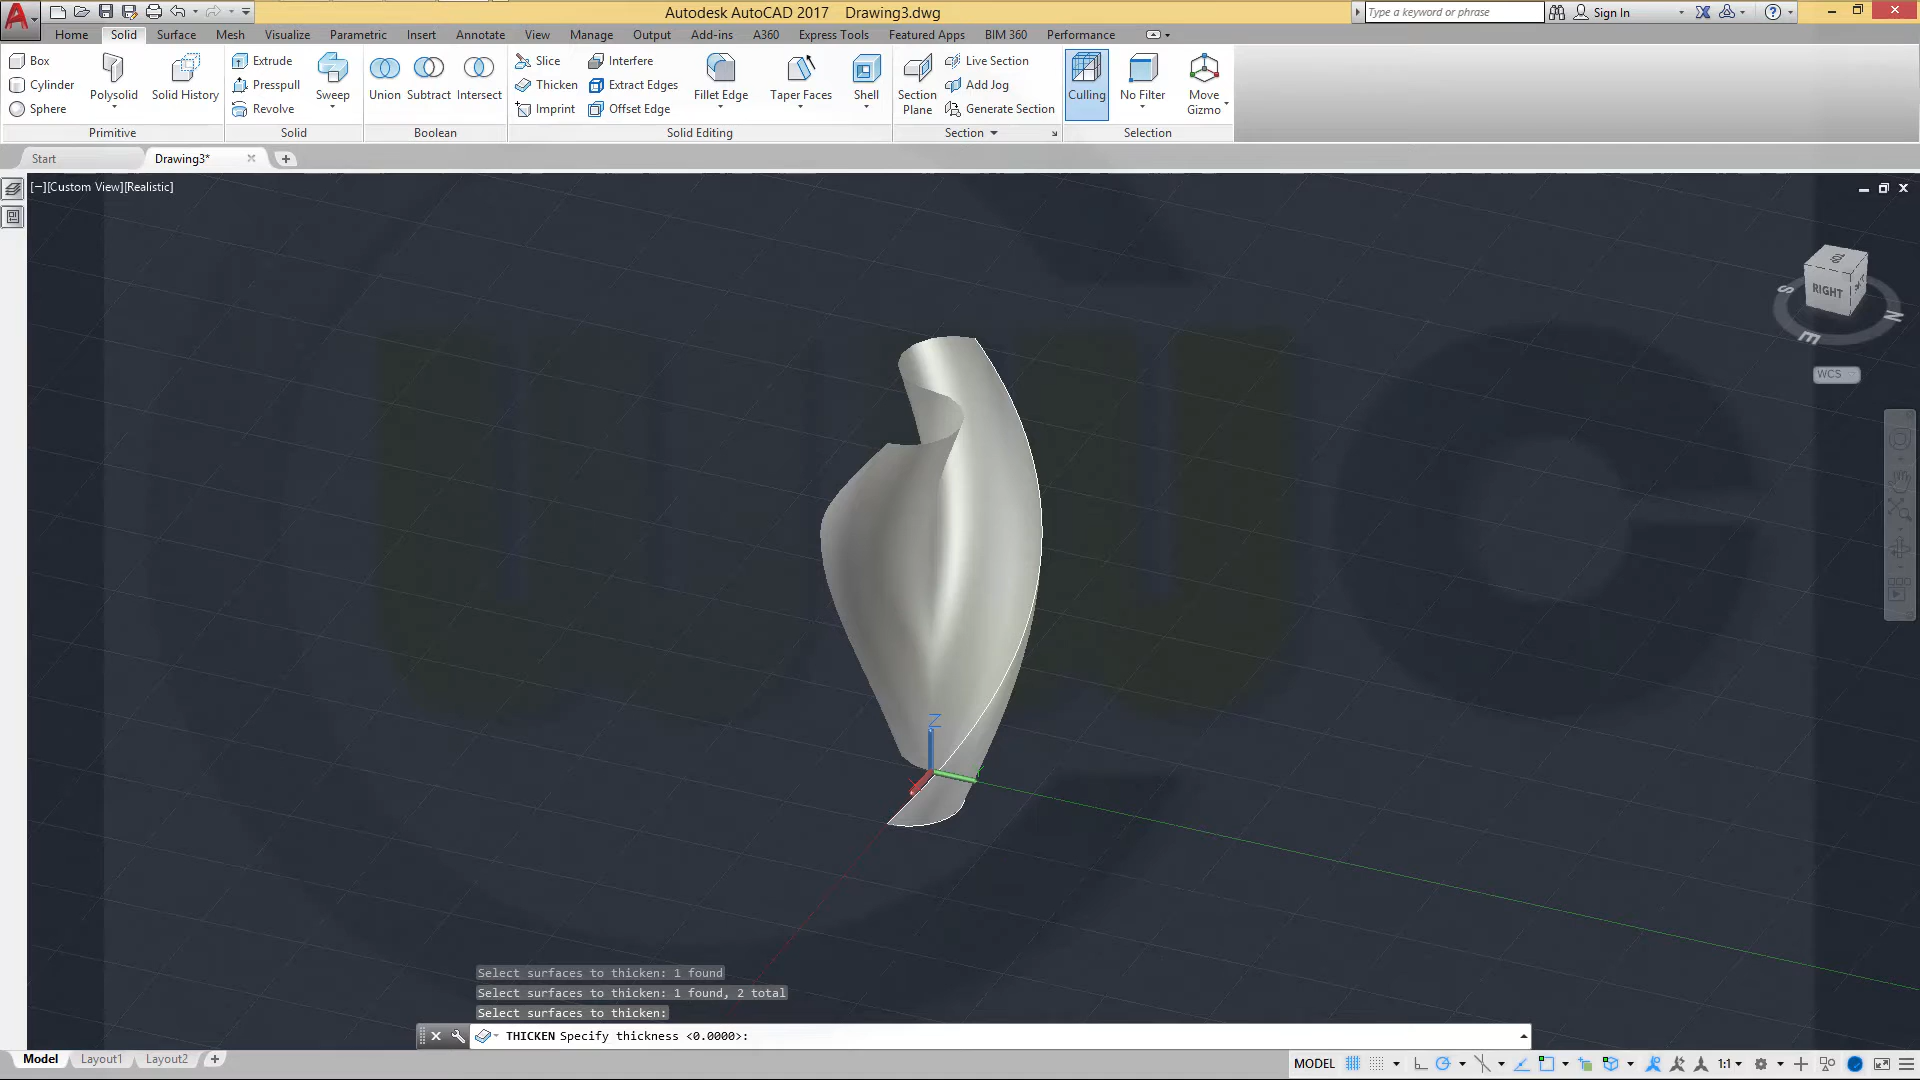 Autodesk AutoCAD 2017 Drawing3.dwg
Type a keyword or phrase
Sign In
Home Solid Surface Mesh Visualize Parametric Insert Annotate View Manage Output Add-ins A360 Express Tools Featured Apps BIM 360 Performance
Box
Cylinder
Sphere
Polysolid
Solid History
Primitive
Extrude
Presspull
Revolve
Sweep
Solid
Union
Subtract
Intersect
Boolean
Slice
Thicken
Imprint
Interfere
Extract Edges
Offset Edge
Fillet Edge
Taper Faces
Shell
Solid Editing
Section
Plane
Live Section
Add Jog
Generate Section
Section
Culling
No Filter
Move
Gizmo
Selection
Start
Drawing3*
[−][Custom View][Realistic]
TOP
RIGHT
S
E
N
WCS
Z
Y
X
Select surfaces to thicken: 1 found
Select surfaces to thicken: 1 found, 2 total
Select surfaces to thicken:
THICKEN Specify thickness <0.0000>:
Model Layout1 Layout2
MODEL
1:1